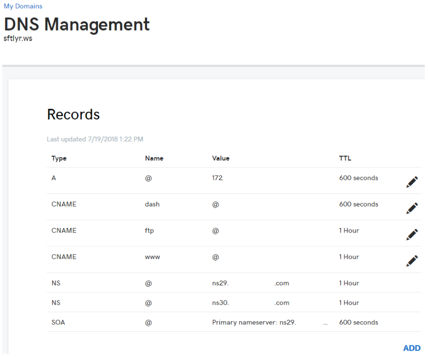 My Domains
DNS Management
sftlyr.ws
Records
Last updated 7/19/2018 1:22 PM
Type Name Value TTL
A @ 172. 600 seconds
CNAME dash @ 600 seconds
CNAME ftp @ 1 Hour
CNAME www @ 1 Hour
NS @ ns29. .com 1 Hour
NS @ ns30. .com 1 Hour
SOA @ Primary nameserver: ns29. ... 600 seconds
ADD